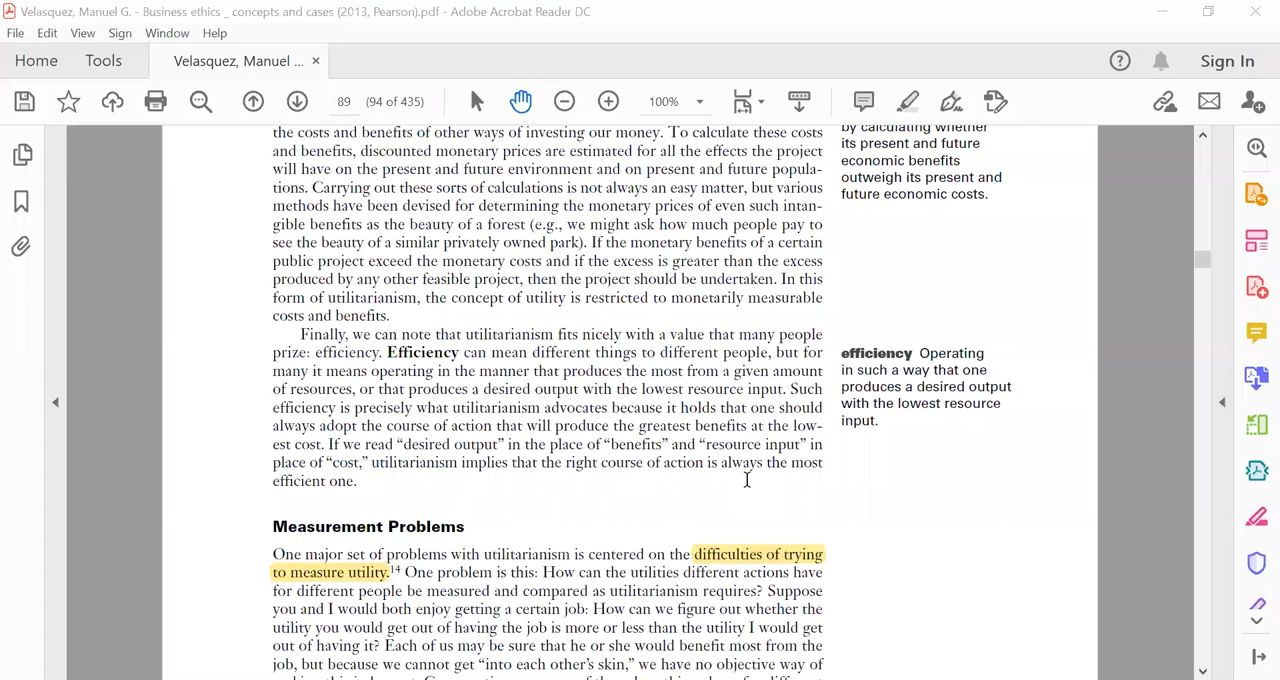 Velasquez, Manuel G. - Business ethics _ concepts and cases (2013, Pearson).pdf - Adobe Acrobat Reader DC
File Edit View Sign Window Help
Home Tools Velasquez, Manuel ... × Sign In
89 (94 of 435) 100%
the costs and benefits of other ways of investing our money. To calculate these costs
and benefits, discounted monetary prices are estimated for all the effects the project
will have on the present and future environment and on present and future popula-
tions. Carrying out these sorts of calculations is not always an easy matter, but various
methods have been devised for determining the monetary prices of even such intan-
gible benefits as the beauty of a forest (e.g., we might ask how much people pay to
see the beauty of a similar privately owned park). If the monetary benefits of a certain
public project exceed the monetary costs and if the excess is greater than the excess
produced by any other feasible project, then the project should be undertaken. In this
form of utilitarianism, the concept of utility is restricted to monetarily measurable
costs and benefits.
by calculating whether
its present and future
economic benefits
outweigh its present and
future economic costs.
Finally, we can note that utilitarianism fits nicely with a value that many people
prize: efficiency. Efficiency can mean different things to different people, but for
many it means operating in the manner that produces the most from a given amount
of resources, or that produces a desired output with the lowest resource input. Such
efficiency is precisely what utilitarianism advocates because it holds that one should
always adopt the course of action that will produce the greatest benefits at the low-
est cost. If we read “desired output” in the place of “benefits” and “resource input” in
place of “cost,” utilitarianism implies that the right course of action is always the most
efficient one.
efficiency Operating
in such a way that one
produces a desired output
with the lowest resource
input.
Measurement Problems
One major set of problems with utilitarianism is centered on the difficulties of trying
to measure utility.14 One problem is this: How can the utilities different actions have
for different people be measured and compared as utilitarianism requires? Suppose
you and I would both enjoy getting a certain job: How can we figure out whether the
utility you would get out of having the job is more or less than the utility I would get
out of having it? Each of us may be sure that he or she would benefit most from the
job, but because we cannot get “into each other’s skin,” we have no objective way of